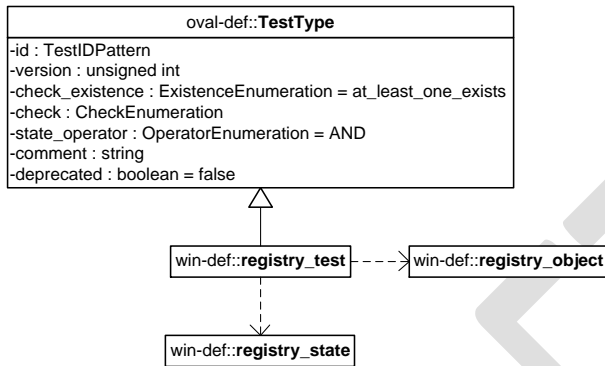 oval-def::TestType
-id : TestIDPattern
-version : unsigned int
-check_existence : ExistenceEnumeration = at_least_one_exists
-check : CheckEnumeration
-state_operator : OperatorEnumeration = AND
-comment : string
-deprecated : boolean = false
win-def::registry_test
win-def::registry_object
win-def::registry_state